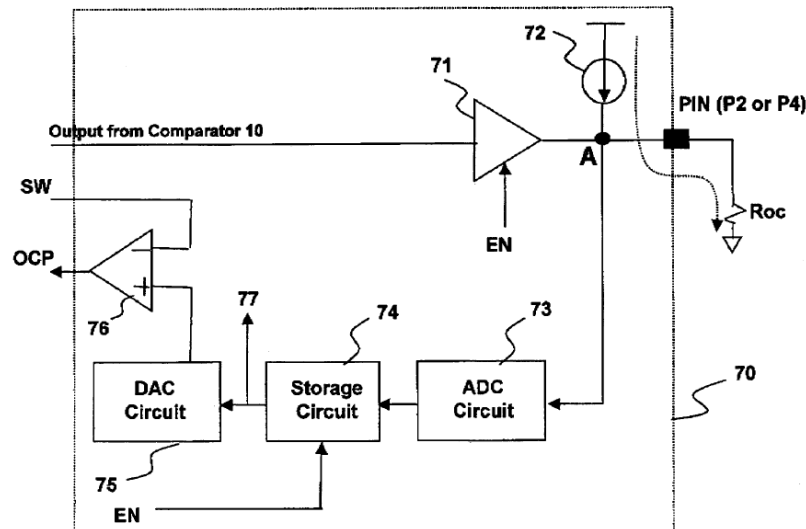 72
71
PIN (P2 or P4)
Output from Comparator 10
A
SW
EN
Roc
OCP
76
77
74
73
DAC Circuit
Storage Circuit
ADC Circuit
70
75
EN